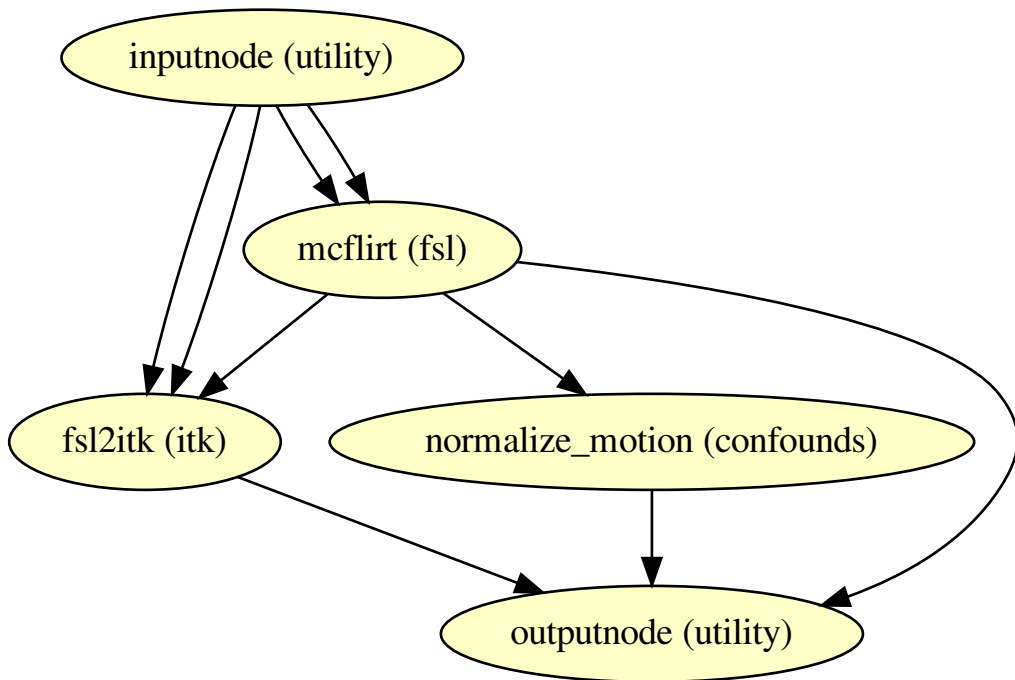 inputnode (utility)
mcflirt (fsl)
fsl2itk (itk)
normalize_motion (confounds)
outputnode (utility)